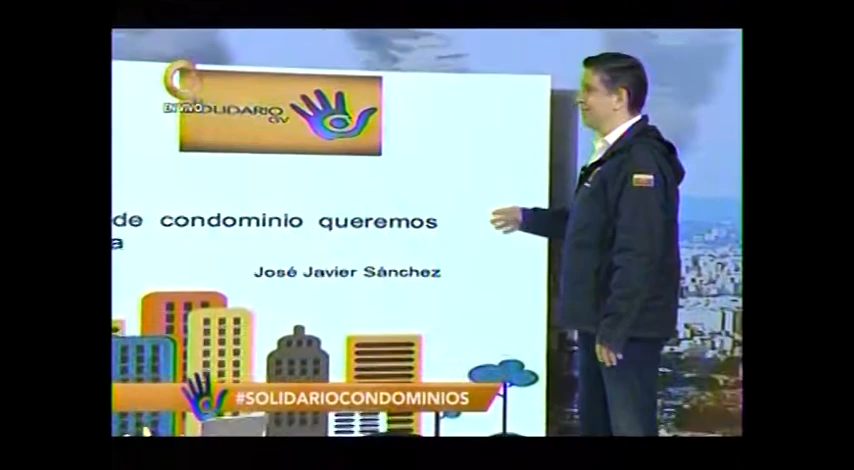 EN VIVO
SOLIDARIO
GV
de condominio queremos
a
José Javier Sánchez
#SOLIDARIOCONDOMINIOS